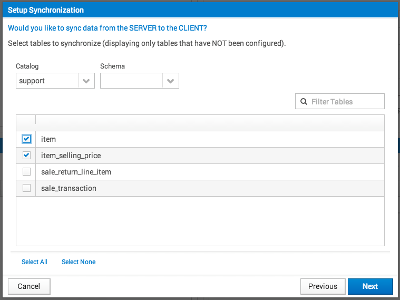 Setup Synchronization
Would you like to sync data from the SERVER to the CLIENT?
Select tables to synchronize (displaying only tables that have NOT been configured).
Catalog Schema
support
Filter Tables
item
item_selling_price
sale_return_line_item
sale_transaction
Select All Select None
Cancel Previous Next